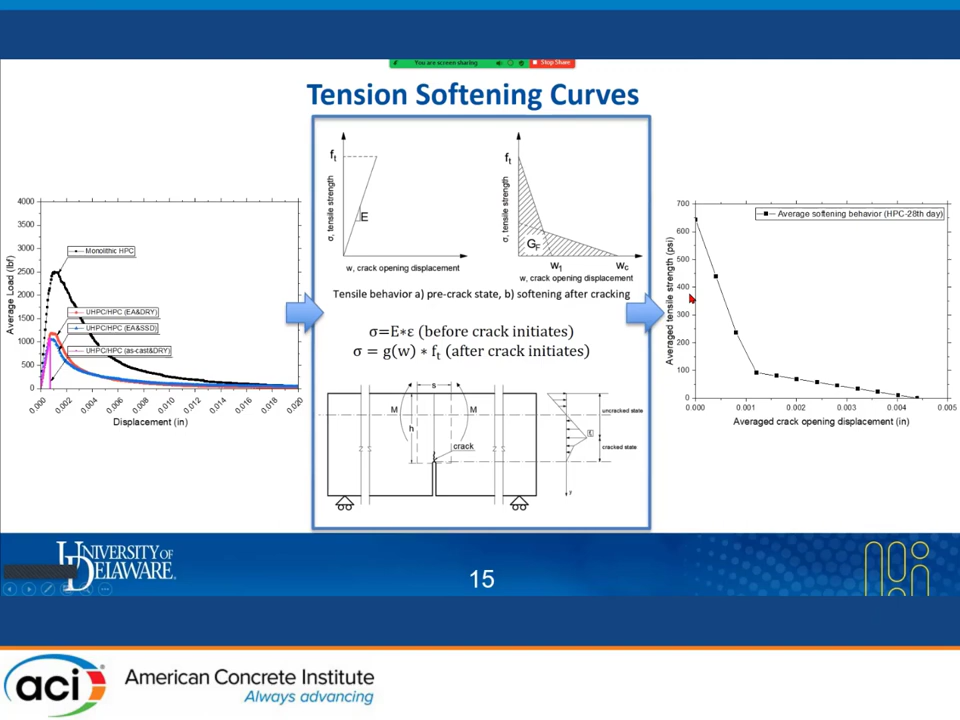 You are screen sharing
Stop Share
Tension Softening Curves
4000
3500
3000
2500
2000
1500
1000
500
0
Average Load (lbf)
Monolithic HPC
UHPC/HPC (EA&DRY)
UHPC/HPC (EA&SSD)
UHPC/HPC (as-cast&DRY)
0.000
0.002
0.004
0.006
0.008
0.010
0.012
0.014
0.016
0.018
0.020
Displacement (in)
ft
σ, tensile strength
E
w, crack opening displacement
ft
σ, tensile strength
GF
w1
wc
w, crack opening displacement
Tensile behavior a) pre-crack state, b) softening after cracking
σ=E∗ε (before crack initiates)
σ = g(w) ∗ ft (after crack initiates)
s
M
M
h
crack
uncracked state
cracked state
y
700
600
500
400
300
200
100
0
Averaged tensile strength (psi)
Average softening behavior (HPC-28th day)
0.000
0.001
0.002
0.003
0.004
0.005
Averaged crack opening displacement (in)
UNIVERSITY OF
DELAWARE.
15
aci
American Concrete Institute
Always advancing